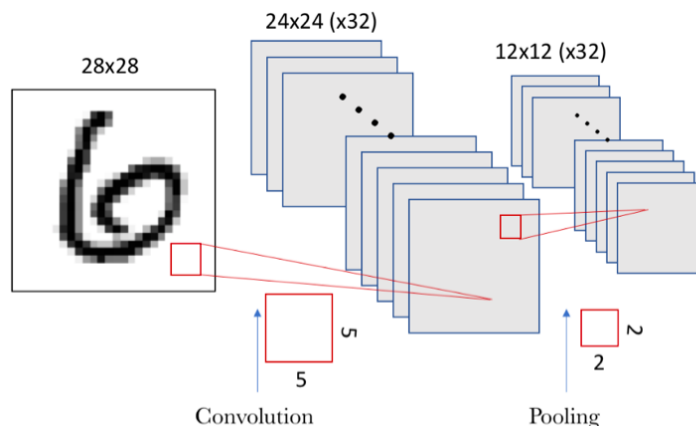 24x24 (x32)
12x12 (x32)
28x28
5
5
2
2
Convolution
Pooling